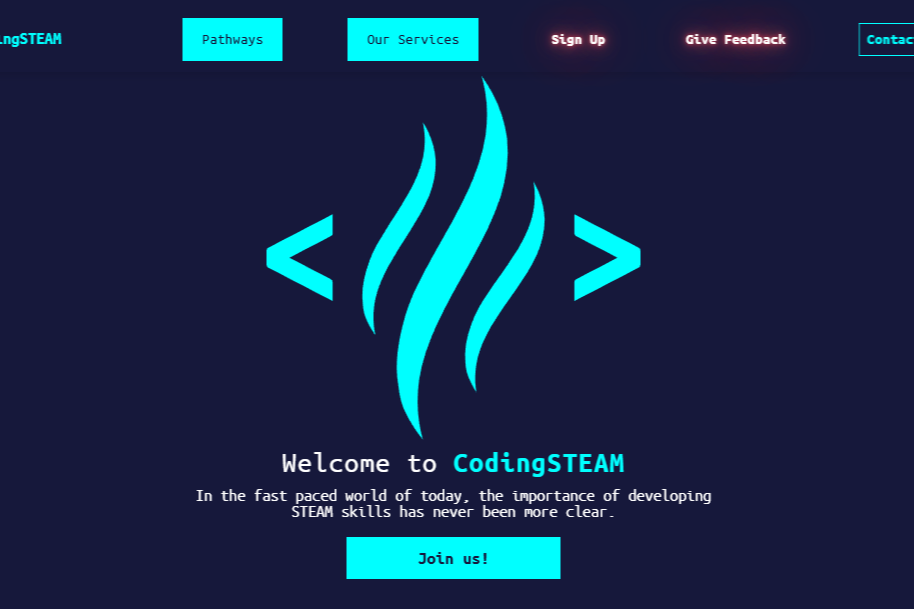 ingSTEAM
Pathways
Our Services
Sign Up
Give Feedback
Contac
< >
Welcome to CodingSTEAM
In the fast paced world of today, the importance of developing
STEAM skills has never been more clear.
Join us!